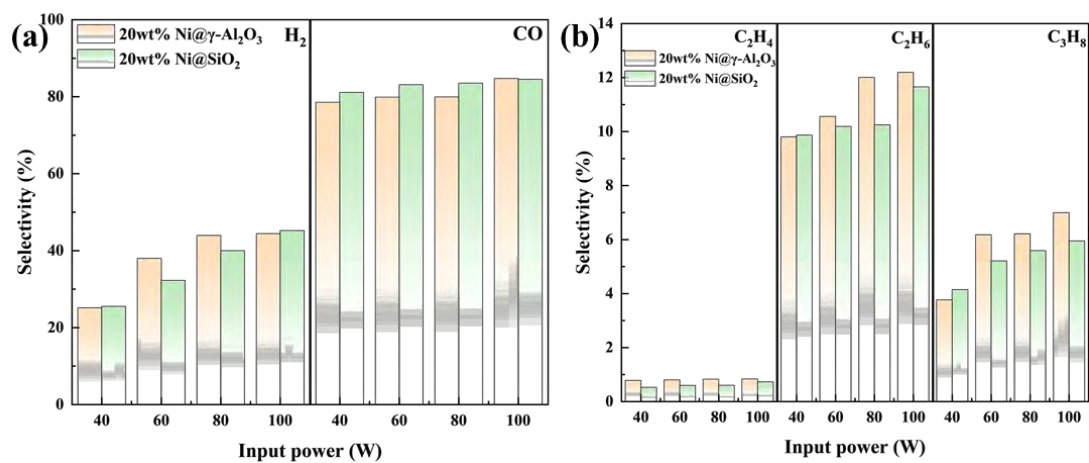 (a)
20wt% Ni@γ-Al₂O₃
20wt% Ni@SiO₂
H₂
CO
100
80
60
40
20
0
Selectivity (%)
40 60 80 100 40 60 80 100
Input power (W)
(b)
C₂H₄
C₂H₆
C₃H₈
20wt% Ni@γ-Al₂O₃
20wt% Ni@SiO₂
14
12
10
8
6
4
2
0
Selectivity (%)
40 60 80 100 40 60 80 100 40 60 80 100
Input power (W)